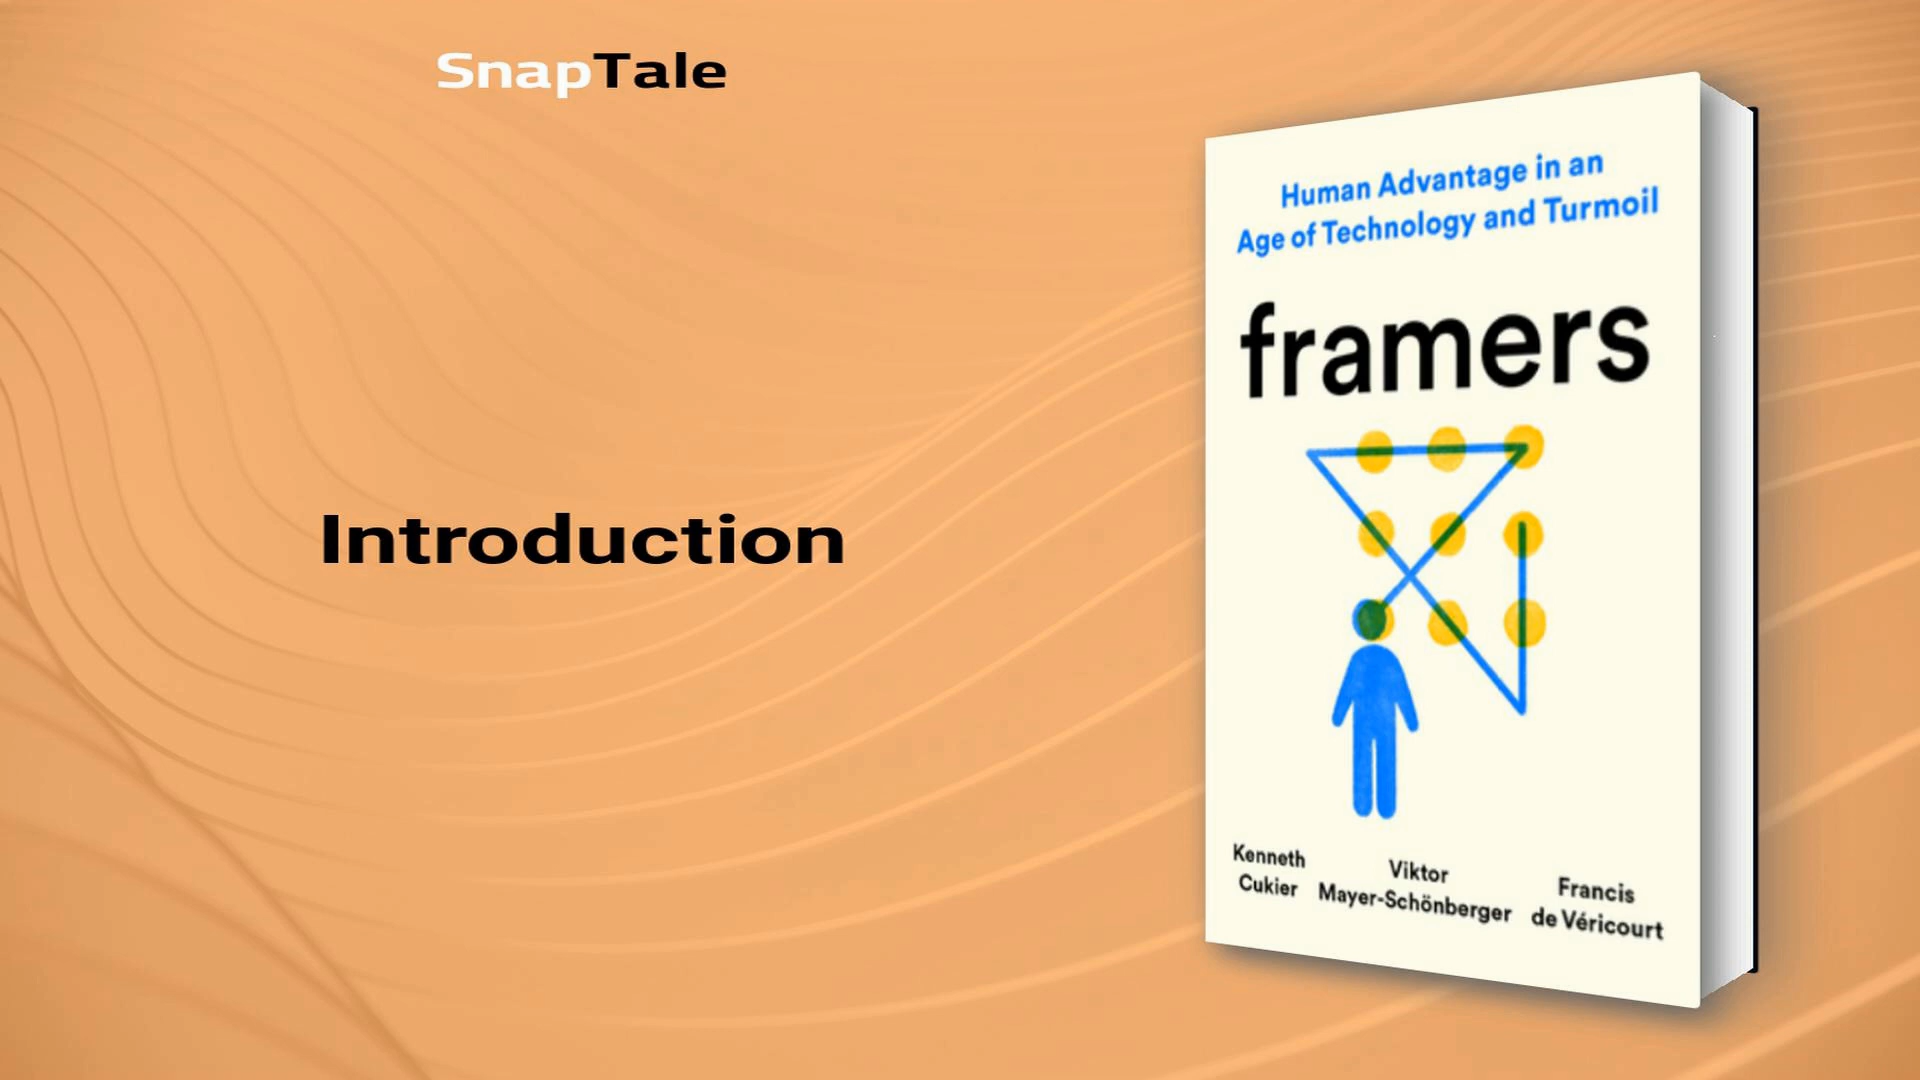 SnapTale
Introduction
Human Advantage in an
Age of Technology and Turmoil
framers
Kenneth
Cukier
Viktor
Mayer-Schönberger
Francis
de Véricourt